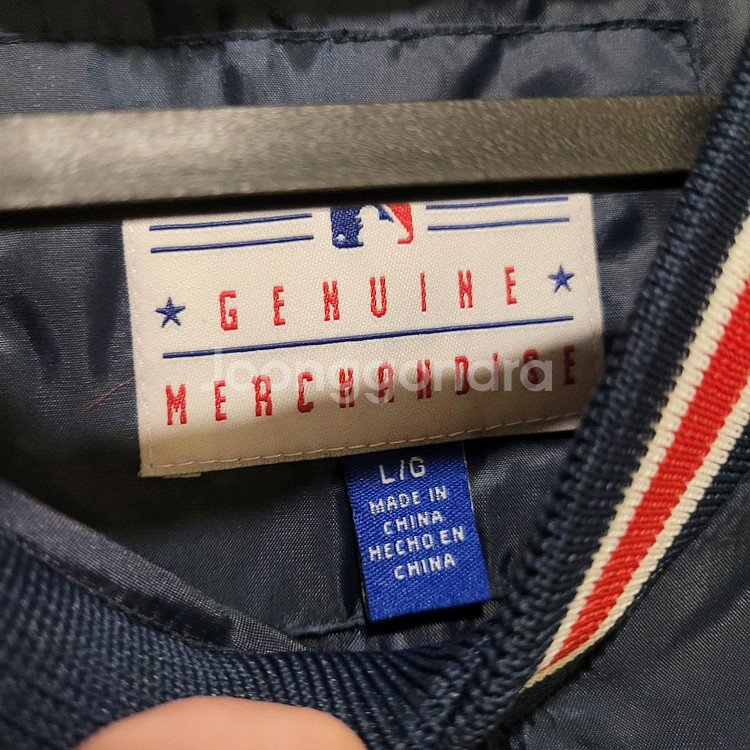 GENUINE
MERCHANDISE
Joonggonara
L/G
MADE IN
CHINA
HECHO EN
CHINA